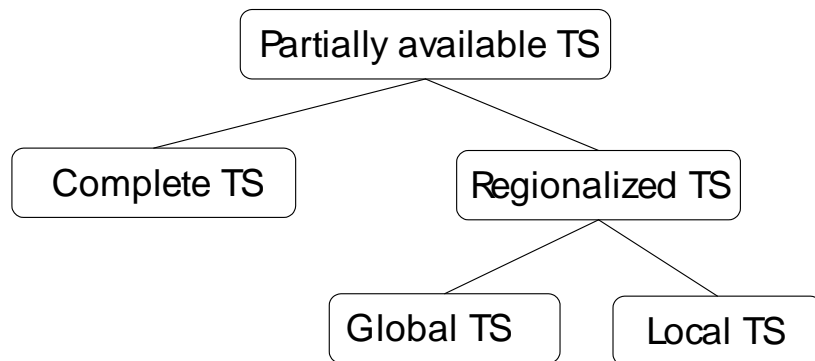 Partially available TS
Complete TS
Regionalized TS
Global TS
Local TS